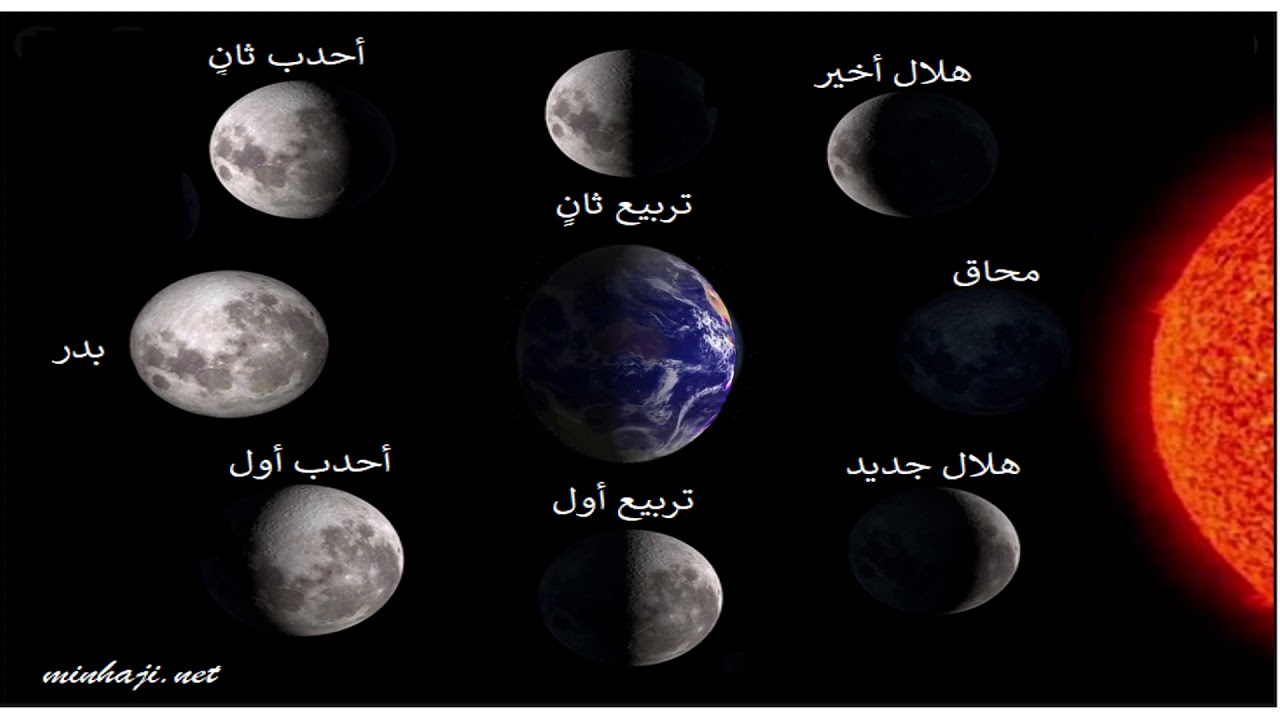 أحدب ثانٍ
هلال أخير
تربيع ثانٍ
محاق
بدر
أحدب أول
هلال جديد
تربيع أول
minhaji.net